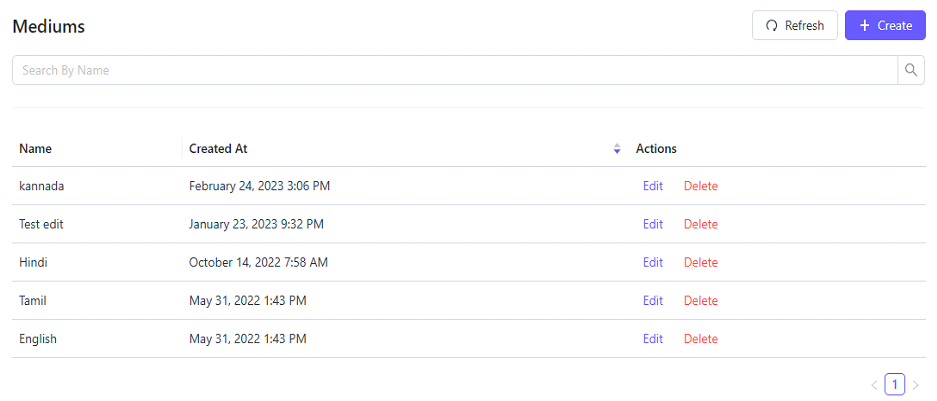 Mediums
Refresh
Create
Search By Name
Name Created At Actions
kannada February 24, 2023 3:06 PM Edit Delete
Test edit January 23, 2023 9:32 PM Edit Delete
Hindi October 14, 2022 7:58 AM Edit Delete
Tamil May 31, 2022 1:43 PM Edit Delete
English May 31, 2022 1:43 PM Edit Delete
1